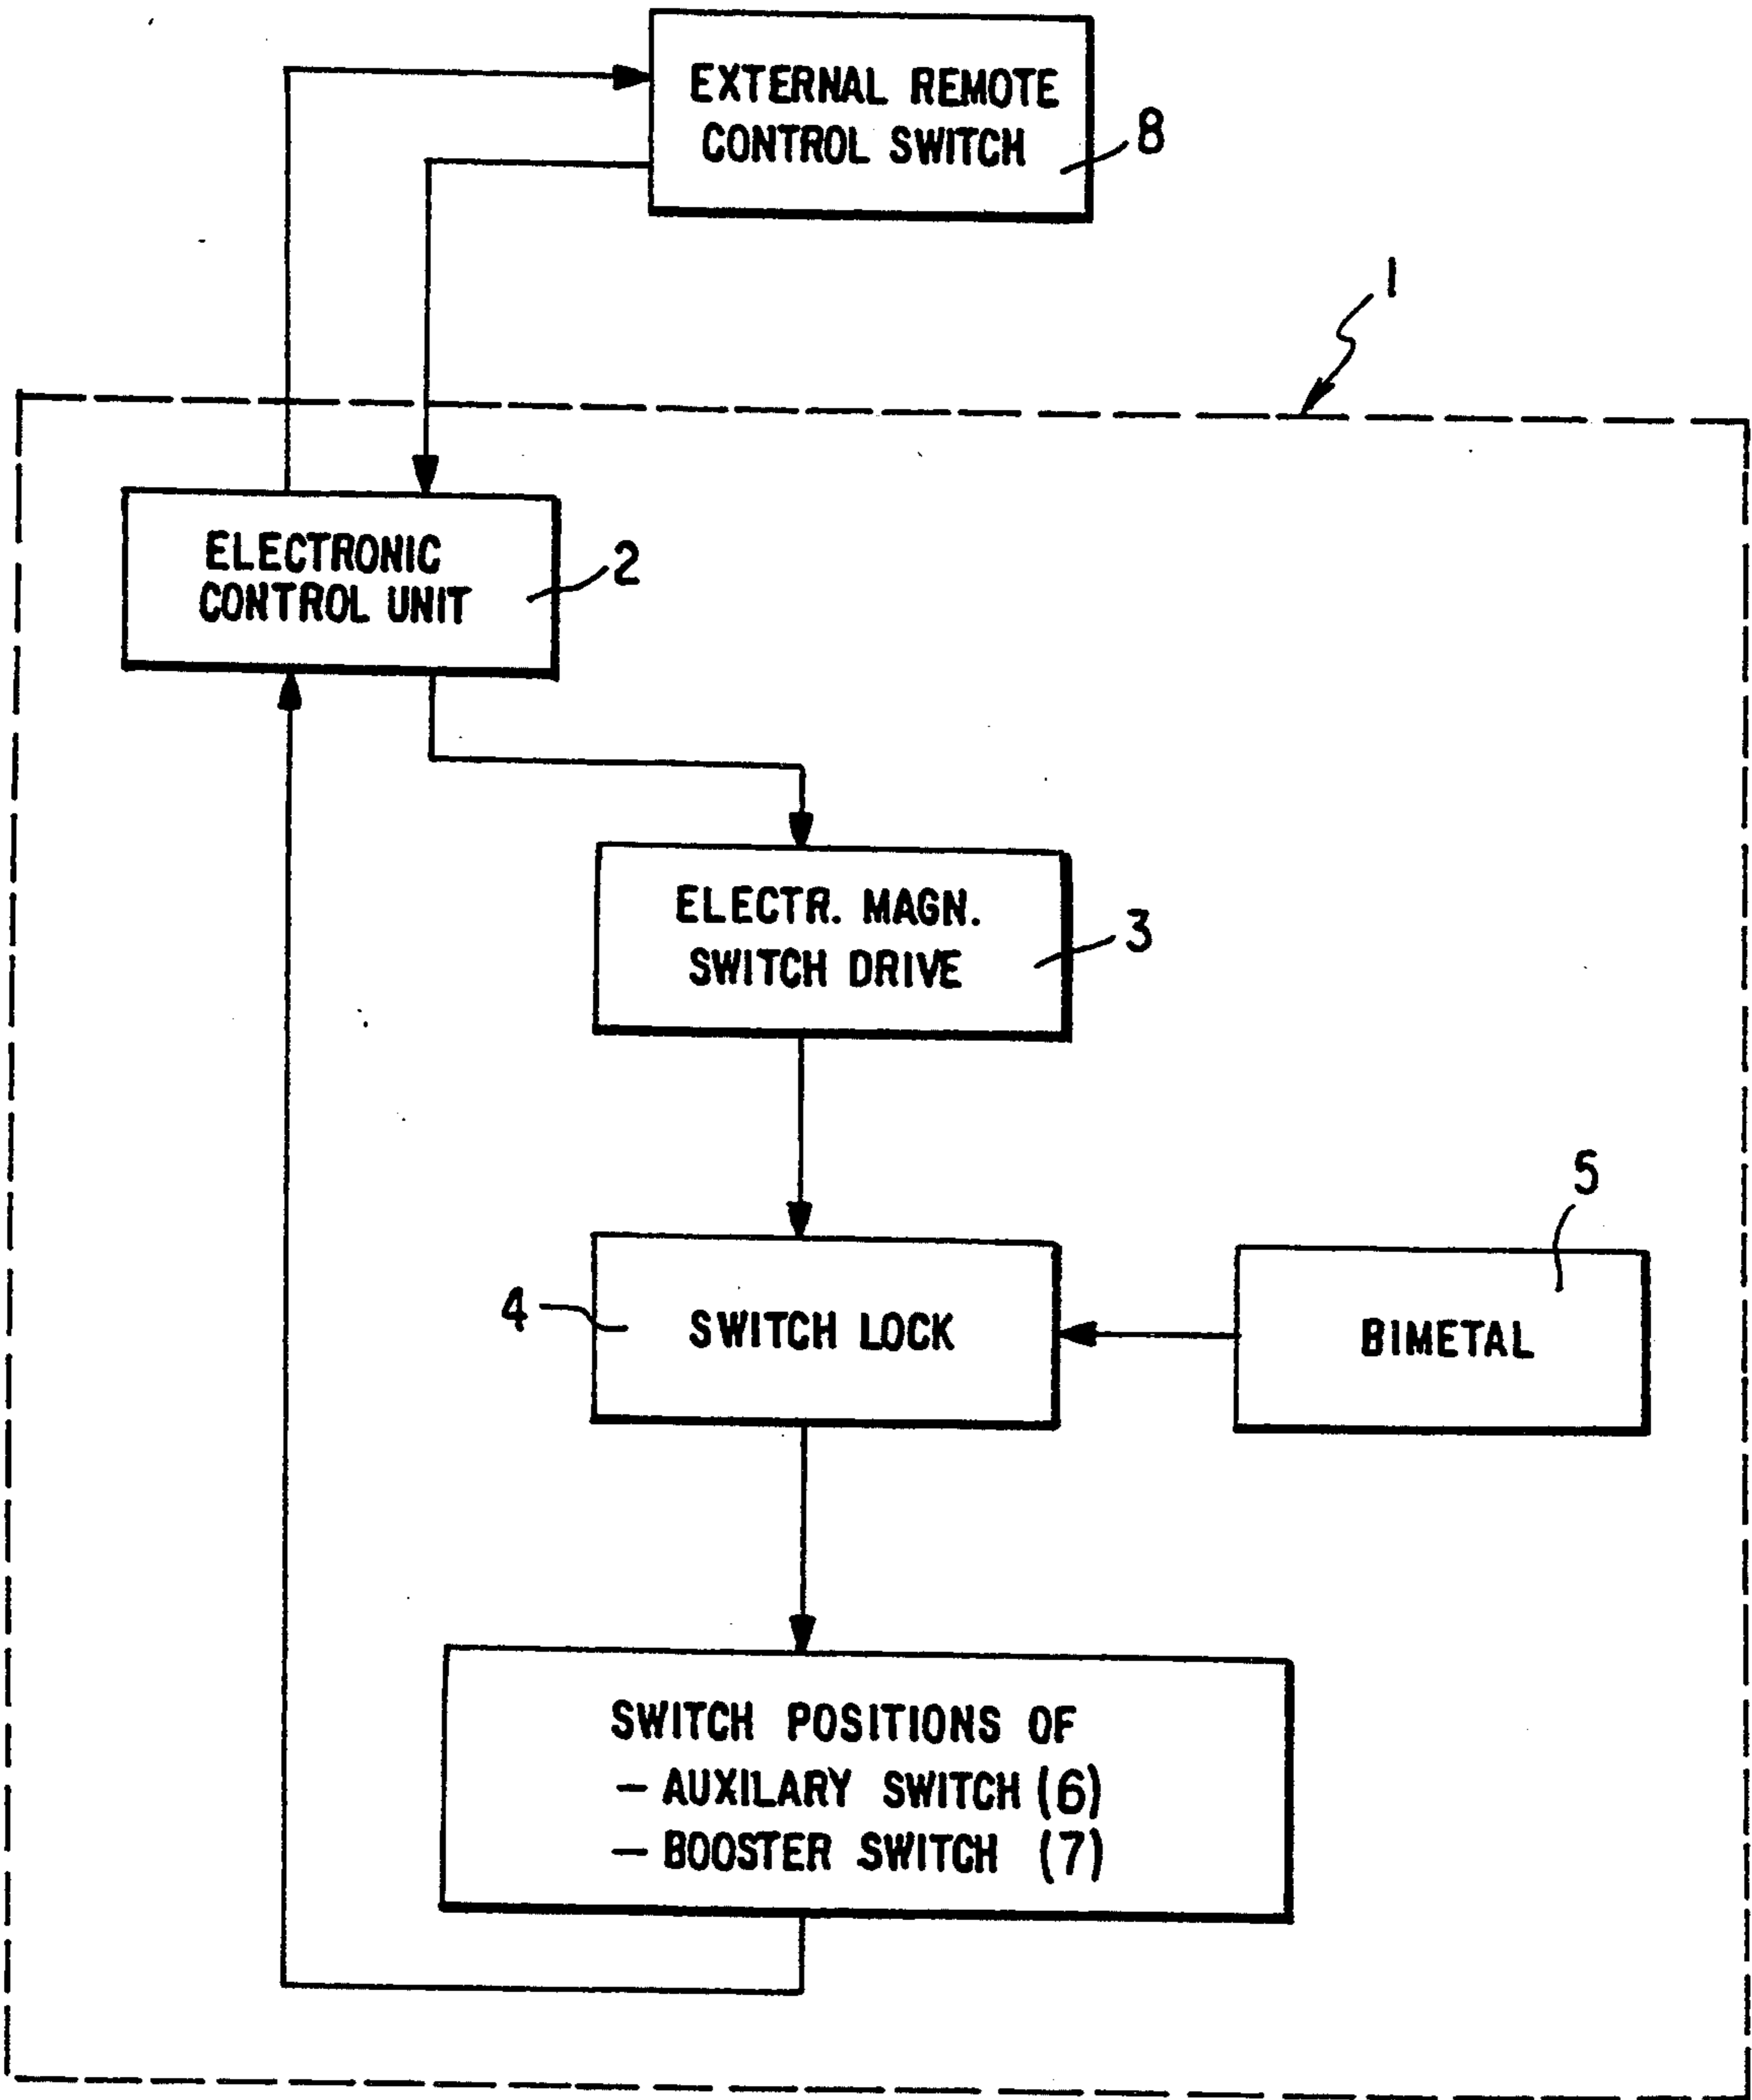 EXTERNAL REMOTE
CONTROL SWITCH
8
1
ELECTRONIC
CONTROL UNIT
2
ELECTR. MAGN.
SWITCH DRIVE
3
5
4
SWITCH LOCK
BIMETAL
SWITCH POSITIONS OF
— AUXILARY SWITCH (6)
— BOOSTER SWITCH (7)